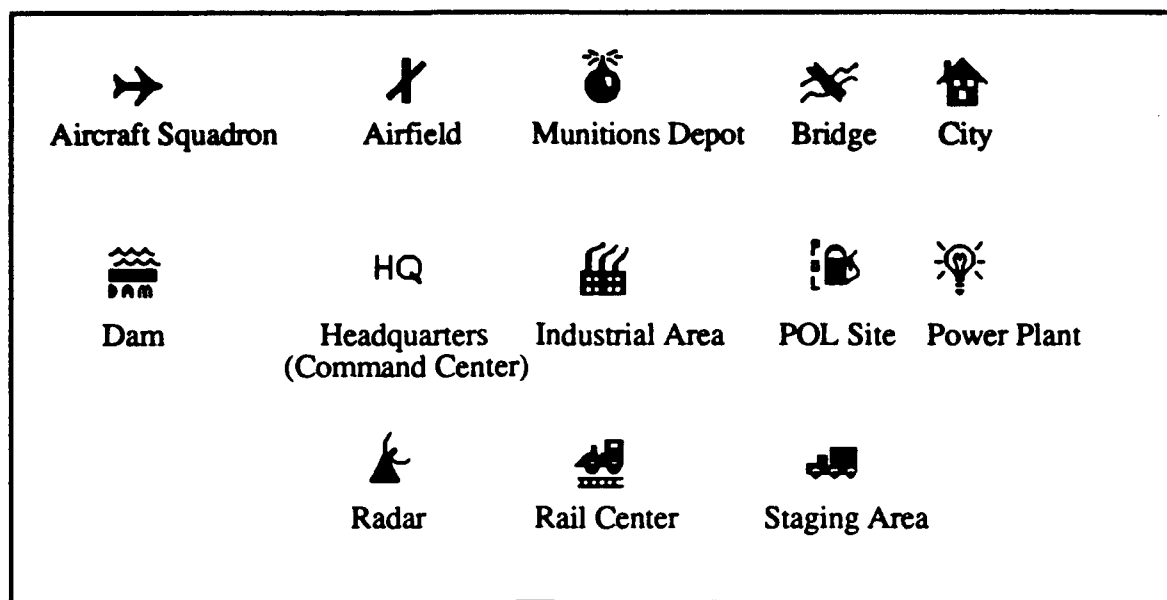 Aircraft Squadron Airfield Munitions Depot Bridge City
DAM
HQ
POL
Dam Headquarters Industrial Area POL Site Power Plant
(Command Center)
Radar Rail Center Staging Area